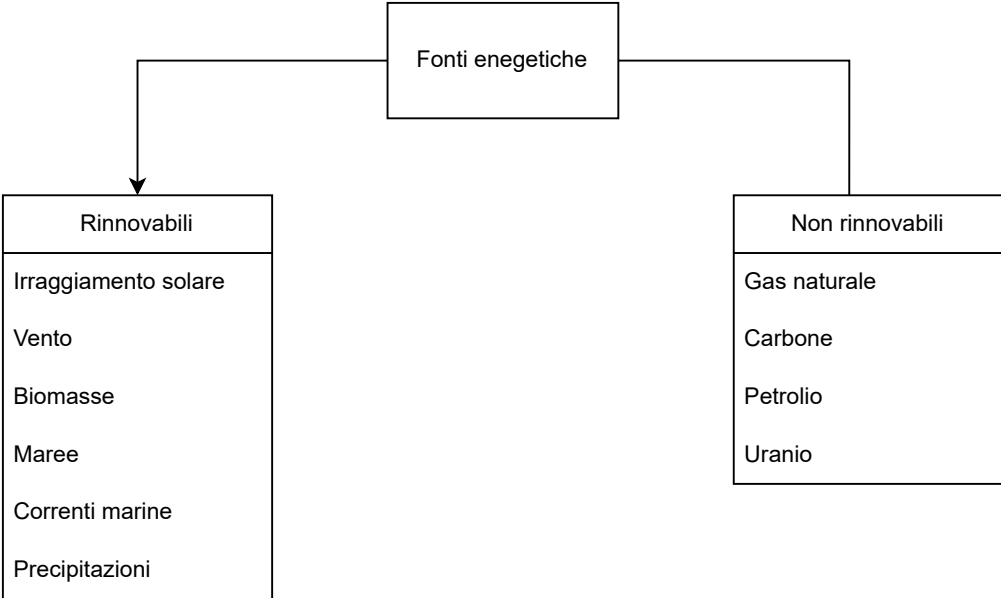 Fonti enegetiche
Rinnovabili
Irraggiamento solare
Vento
Biomasse
Maree
Correnti marine
Precipitazioni
Non rinnovabili
Gas naturale
Carbone
Petrolio
Uranio